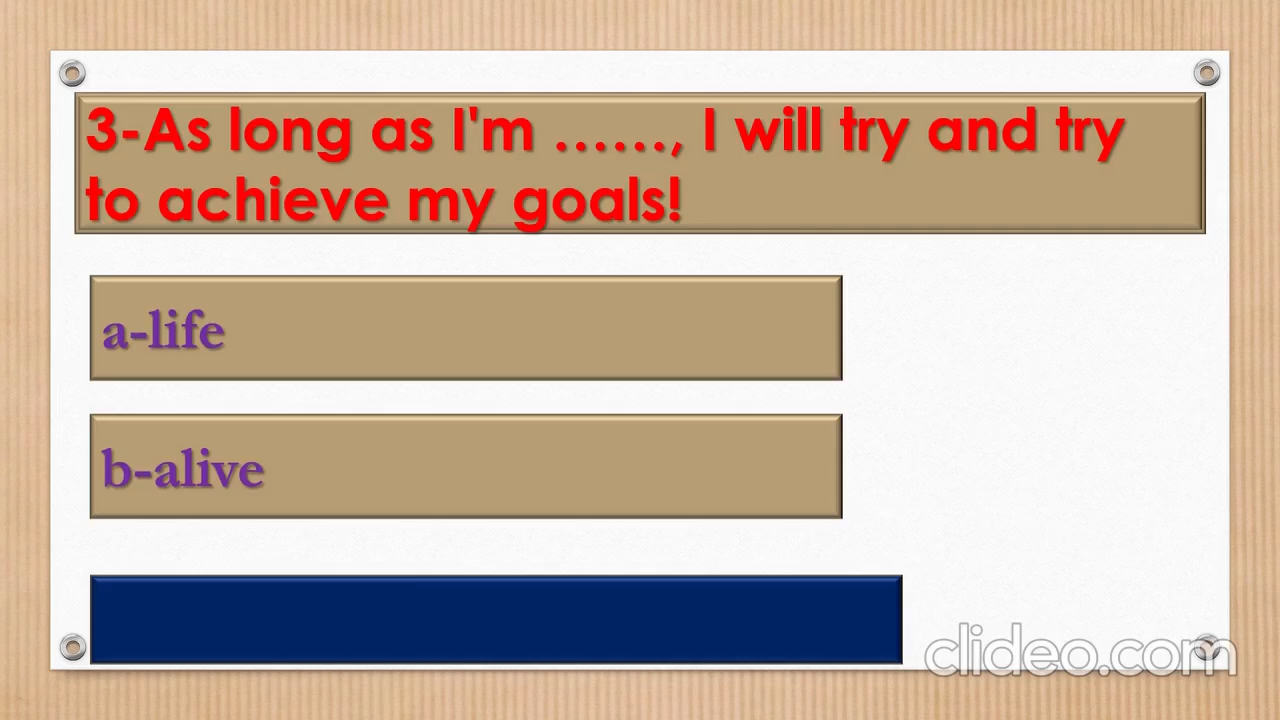 3-As long as I'm ......, I will try and try
to achieve my goals!
a-life
b-alive
clideo.com